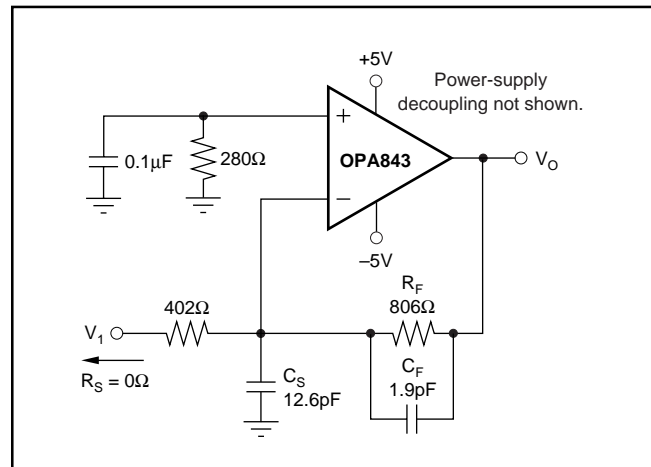 +5V
Power-supply
decoupling not shown.
+
OPA843
−
−5V
V_O
0.1µF
280Ω
402Ω
V_1
R_S = 0Ω
C_S
12.6pF
R_F
806Ω
C_F
1.9pF